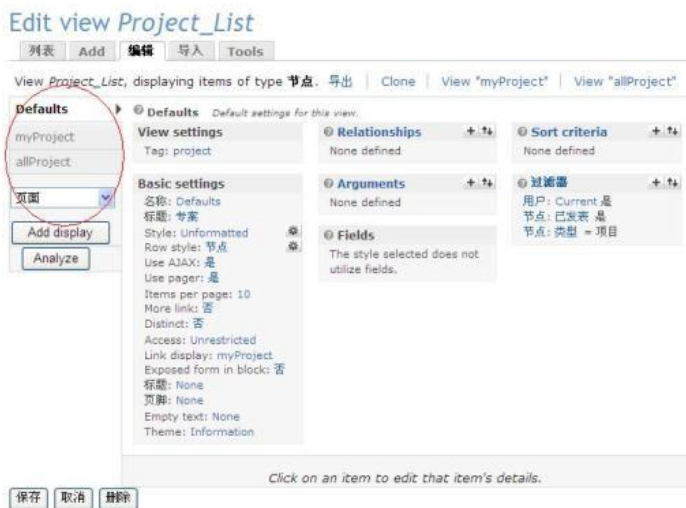 Edit view Project_List
列表 Add 编辑 导入 Tools
View Project_List, displaying items of type 节点. 导出 | Clone | View "myProject" | View "allProject"
Defaults
myProject
allProject
页面
Add display
Analyze
Defaults Default settings for this view.
View settings
Tag: project
Basic settings
名称: Defaults
标题: 专案
Style: Unformatted
Row style: 节点
Use AJAX: 是
Use pager: 是
Items per page: 10
More link: 否
Distinct: 否
Access: Unrestricted
Link display: myProject
Exposed form in block: 否
标题: None
页脚: None
Empty text: None
Theme: Information
Relationships
None defined
Arguments
None defined
Fields
The style selected does not
utilize fields.
Sort criteria
None defined
过滤器
用户: Current 是
节点: 已发表 是
节点: 类型 = 项目
Click on an item to edit that item's details.
保存 取消 删除